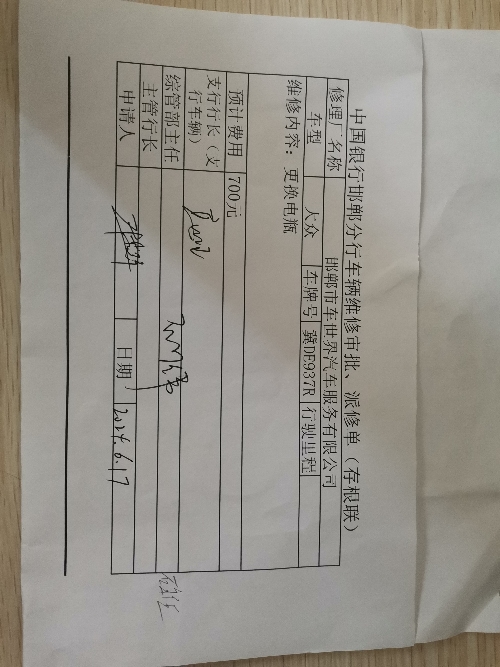 中国银行邯郸分行车辆维修审批、派修单（存根联）
修理厂名称 邯郸市车世界汽车服务有限公司
车型 大众 车牌号 冀DE937R 行驶里程
维修内容：更换电瓶
预计费用 700元
支行行长（支行车辆）
综管部主任
主管行长
申请人 日期 2024.6.17